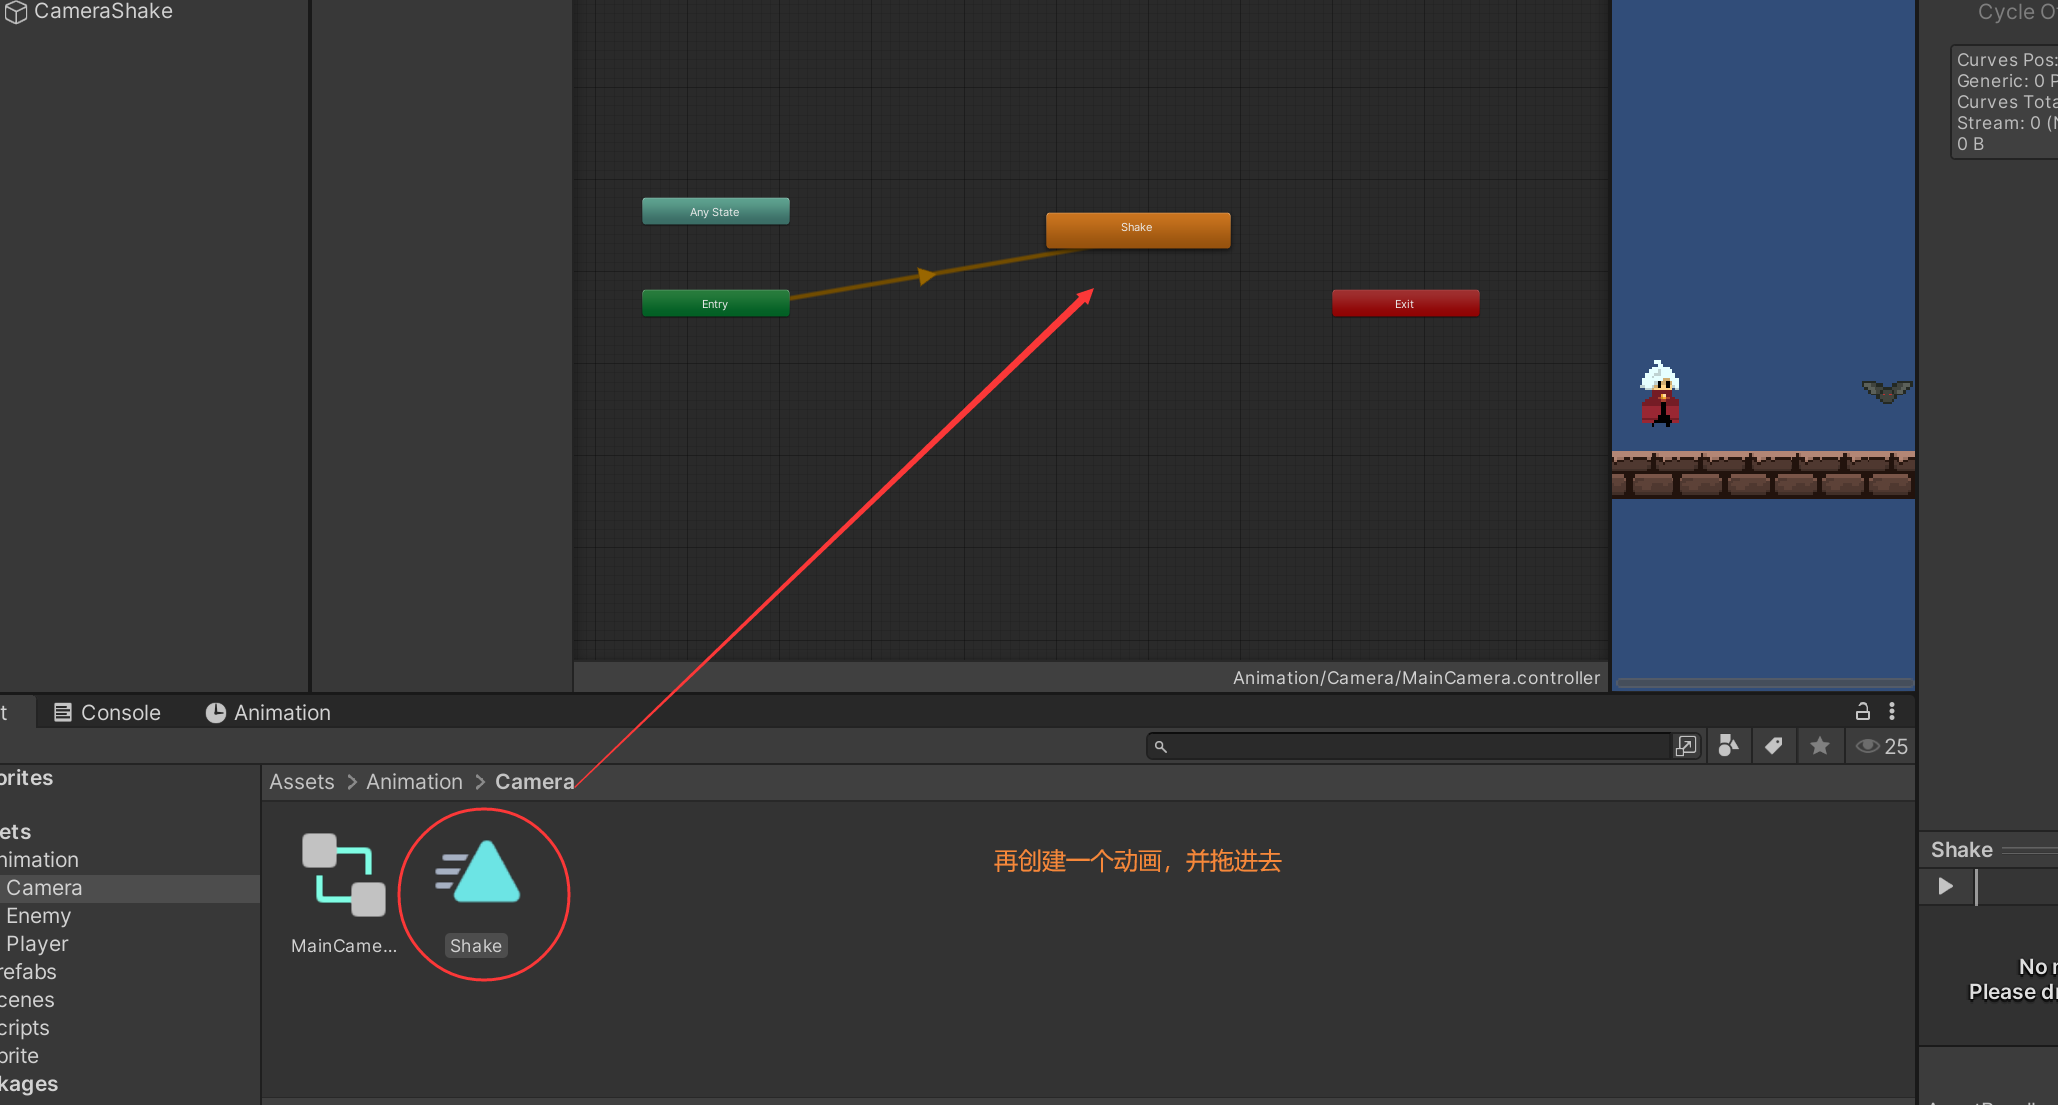 CameraShake
Cycle O
Curves Pos:
Generic: 0 P
Curves Tota
Stream: 0 (N
0 B
Any State
Shake
Entry
Exit
Animation/Camera/MainCamera.controller
t
Console
Animation
25
orites
Assets > Animation > Camera
ets
nimation
Camera
Enemy
Player
refabs
cenes
cripts
prite
kages
再创建一个动画，并拖进去
MainCame...
Shake
Shake
No r
Please dr